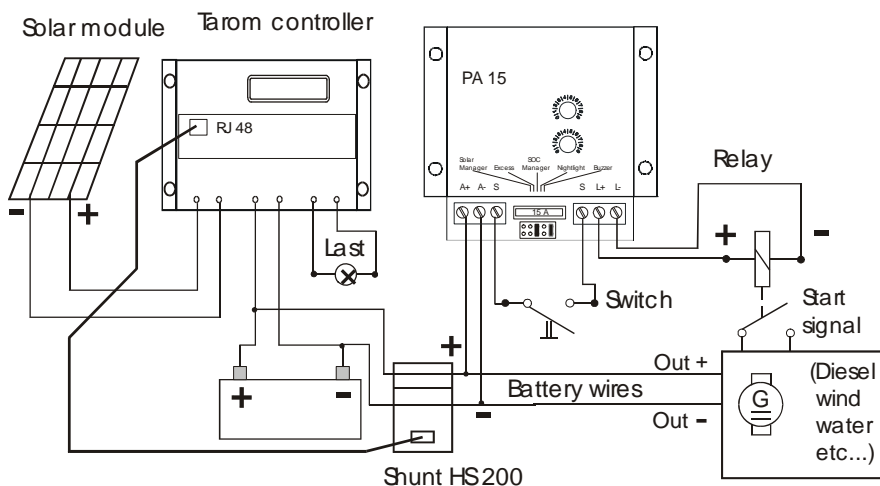 Solar module
Tarom controller
RJ 48
PA 15
Solar
Manager
Excess
SOC
Manager
Nightlight
Buzzer
A+ A- S
S L+ L-
15 A
Relay
- +
Last
+ -
Switch
Start
signal
+
+ -
Out +
Battery wires
-
Out -
G
(Diesel
wind
water
etc...)
Shunt HS200